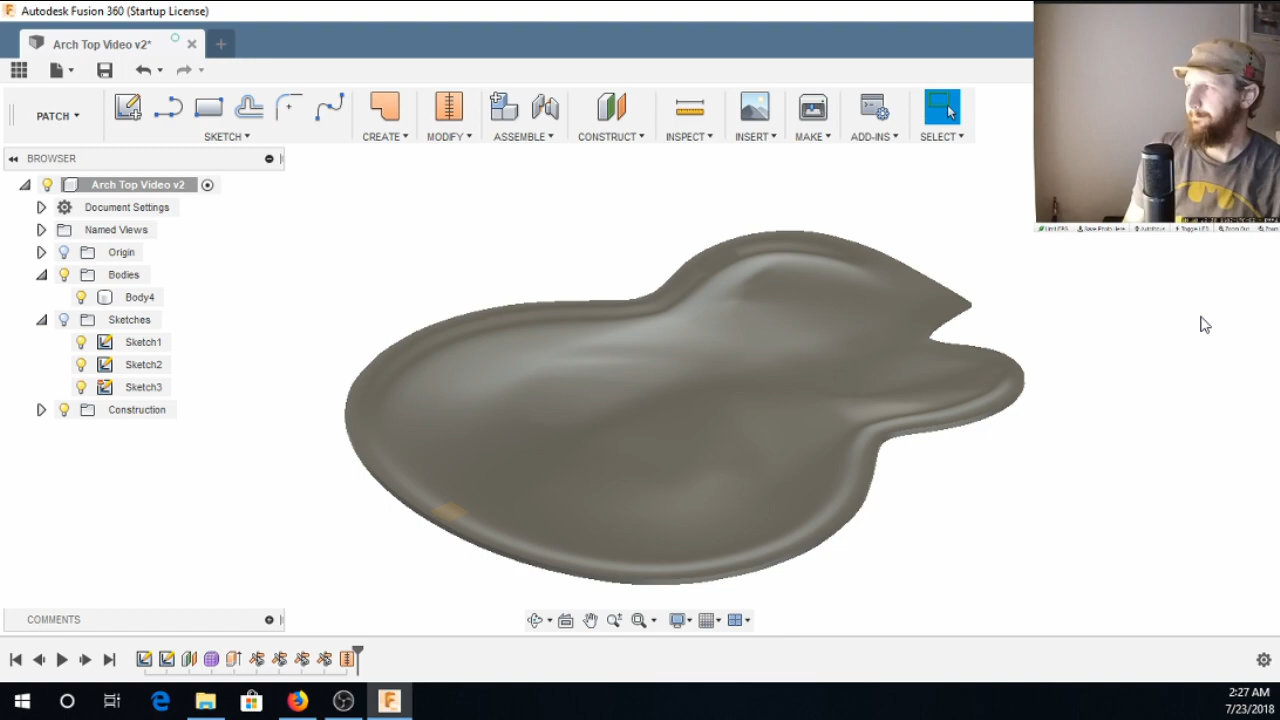 Autodesk Fusion 360 (Startup License)
Arch Top Video v2*
PATCH
SKETCH
CREATE
MODIFY
ASSEMBLE
CONSTRUCT
INSPECT
INSERT
MAKE
ADD-INS
SELECT
BROWSER
Arch Top Video v2
Document Settings
Named Views
Origin
Bodies
Body4
Sketches
Sketch1
Sketch2
Sketch3
Construction
COMMENTS
2:27 AM
7/23/2018